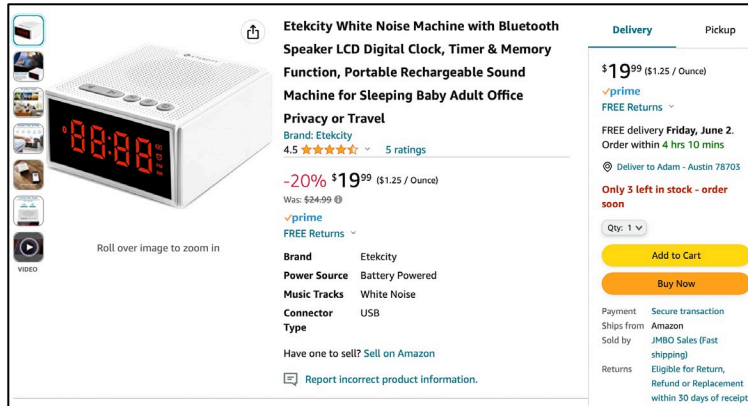 Etekcity White Noise Machine with Bluetooth
Speaker LCD Digital Clock, Timer & Memory
Function, Portable Rechargeable Sound
Machine for Sleeping Baby Adult Office
Privacy or Travel
Brand: Etekcity
4.5 5 ratings
-20% $19⁹⁹ ($1.25 / Ounce)
Was: $24.99
prime
FREE Returns
Brand Etekcity
Power Source Battery Powered
Music Tracks White Noise
Connector Type USB
Have one to sell? Sell on Amazon
Report incorrect product information.
ETEKCITY
88:88
Roll over image to zoom in
VIDEO
Delivery Pickup
$19⁹⁹ ($1.25 / Ounce)
prime
FREE Returns
FREE delivery Friday, June 2.
Order within 4 hrs 10 mins
Deliver to Adam - Austin 78703
Only 3 left in stock - order
soon
Qty: 1
Add to Cart
Buy Now
Payment Secure transaction
Ships from Amazon
Sold by JMBO Sales (Fast
shipping)
Returns Eligible for Return,
Refund or Replacement
within 30 days of receipt